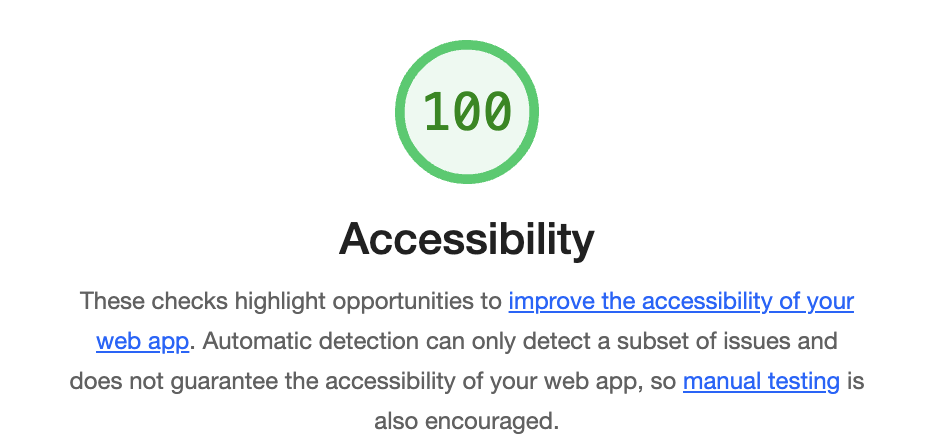 100
Accessibility
These checks highlight opportunities to improve the accessibility of your
web app. Automatic detection can only detect a subset of issues and
does not guarantee the accessibility of your web app, so manual testing is
also encouraged.